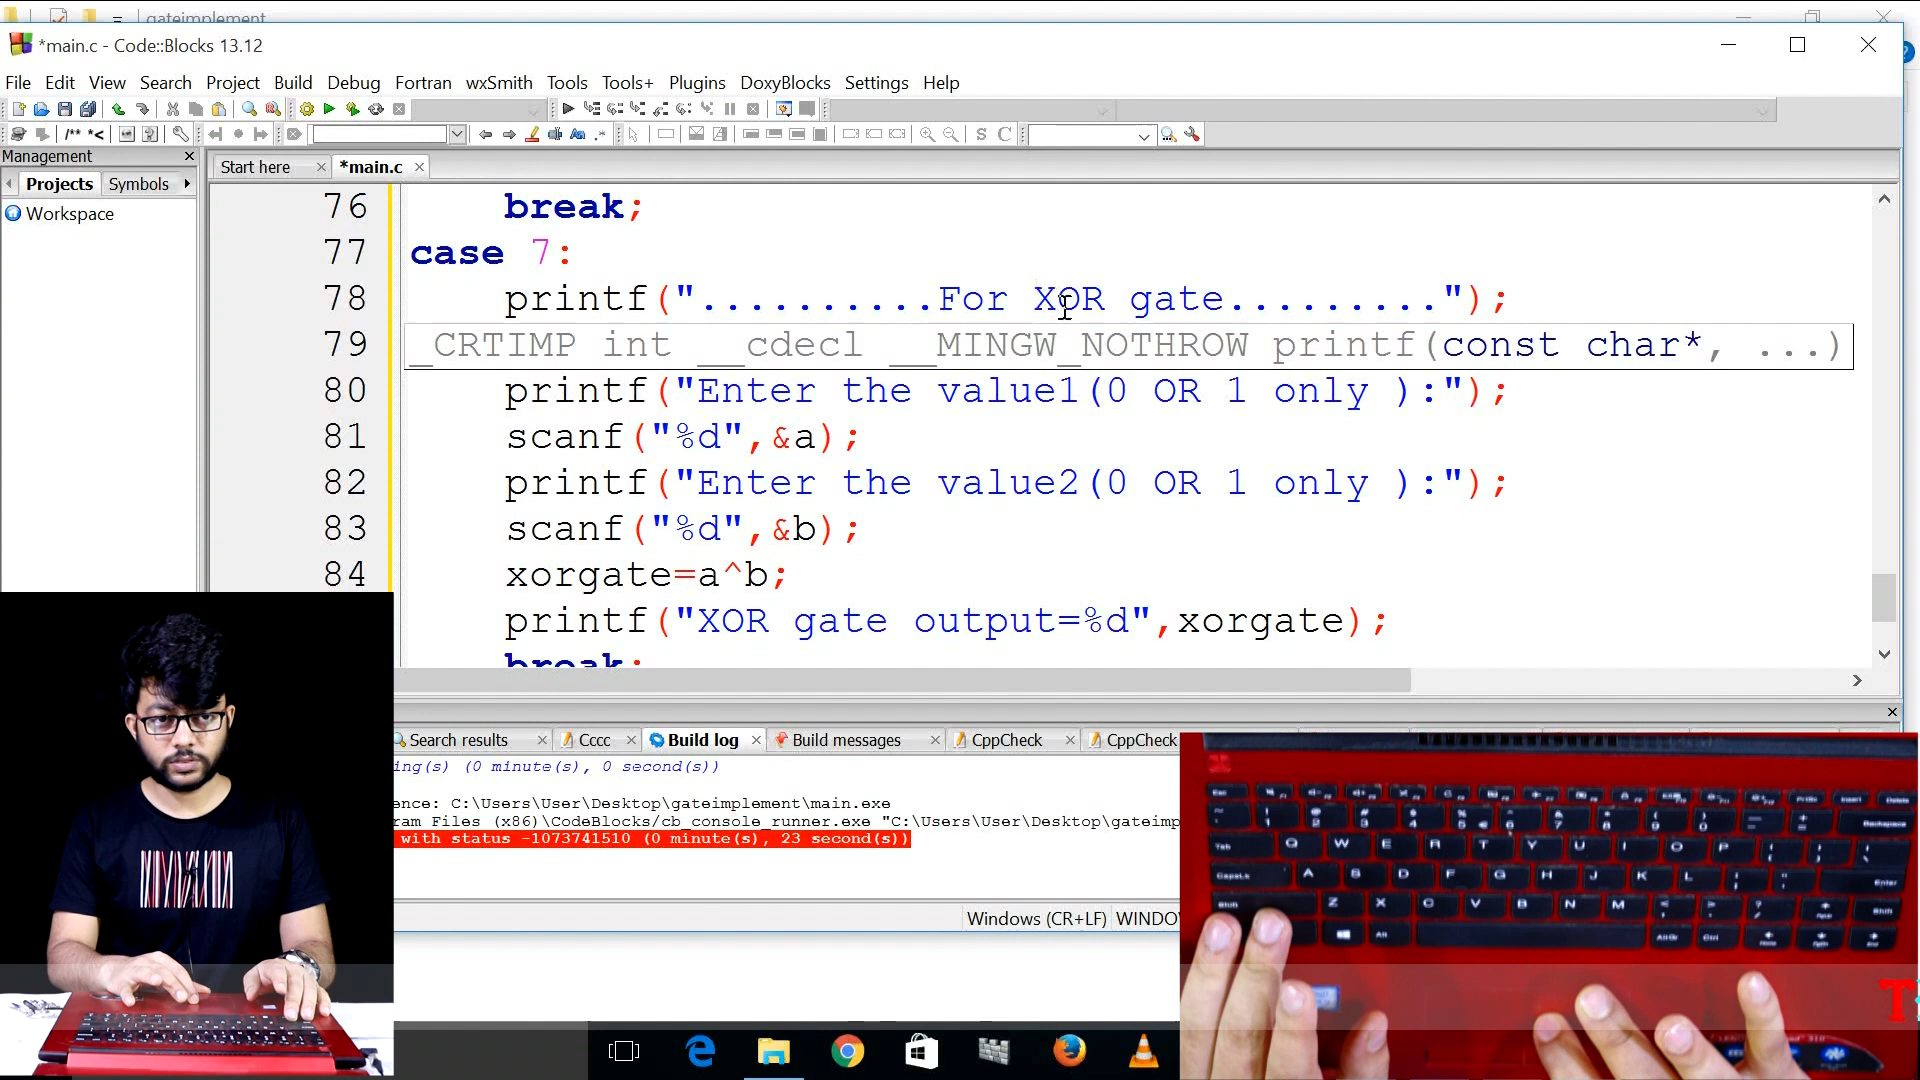 gateimplement
*main.c - Code::Blocks 13.12
File Edit View Search Project Build Debug Fortran wxSmith Tools Tools+ Plugins DoxyBlocks Settings Help
/** *<
Management
Start here *main.c
Projects Symbols
Workspace
76 break;
77 case 7:
78 printf("..........For XOR gate.........");
79 _CRTIMP int __cdecl __MINGW_NOTHROW printf(const char*, ...)
80 printf("Enter the value1(0 OR 1 only ):");
81 scanf("%d",&a);
82 printf("Enter the value2(0 OR 1 only ):");
83 scanf("%d",&b);
84 xorgate=a^b;
printf("XOR gate output=%d",xorgate);
break;
Search results Cccc Build log Build messages CppCheck CppCheck
ing(s) (0 minute(s), 0 second(s))
ence: C:\Users\User\Desktop\gateimplement\main.exe
ram Files (x86)\CodeBlocks/cb_console_runner.exe "C:\Users\User\Desktop\gateimp
with status -1073741510 (0 minute(s), 23 second(s))
Windows (CR+LF) WINDO
Q W E R T Y U I O P
A S D F G H J K L
Z X C V B N M
T